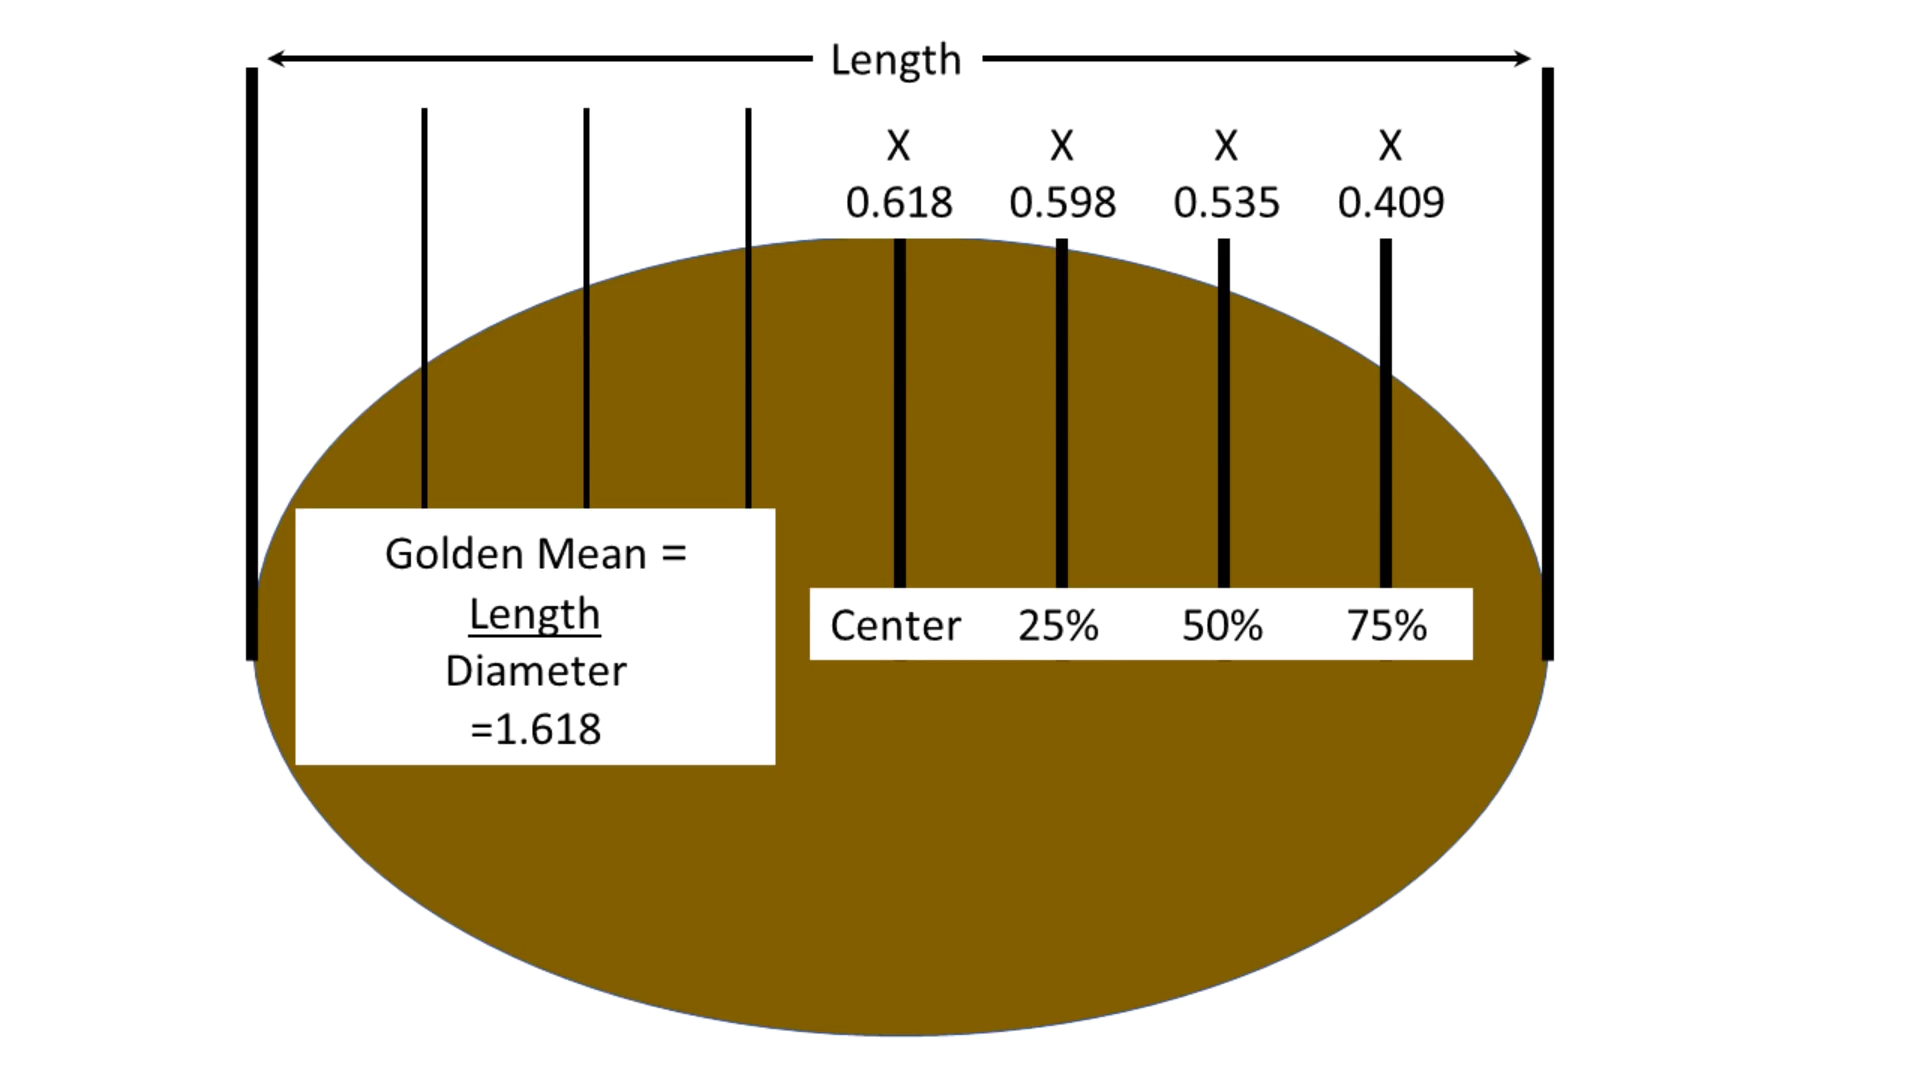 Length
X X X X
0.618 0.598 0.535 0.409
Golden Mean =
Length
Diameter
=1.618
Center 25% 50% 75%